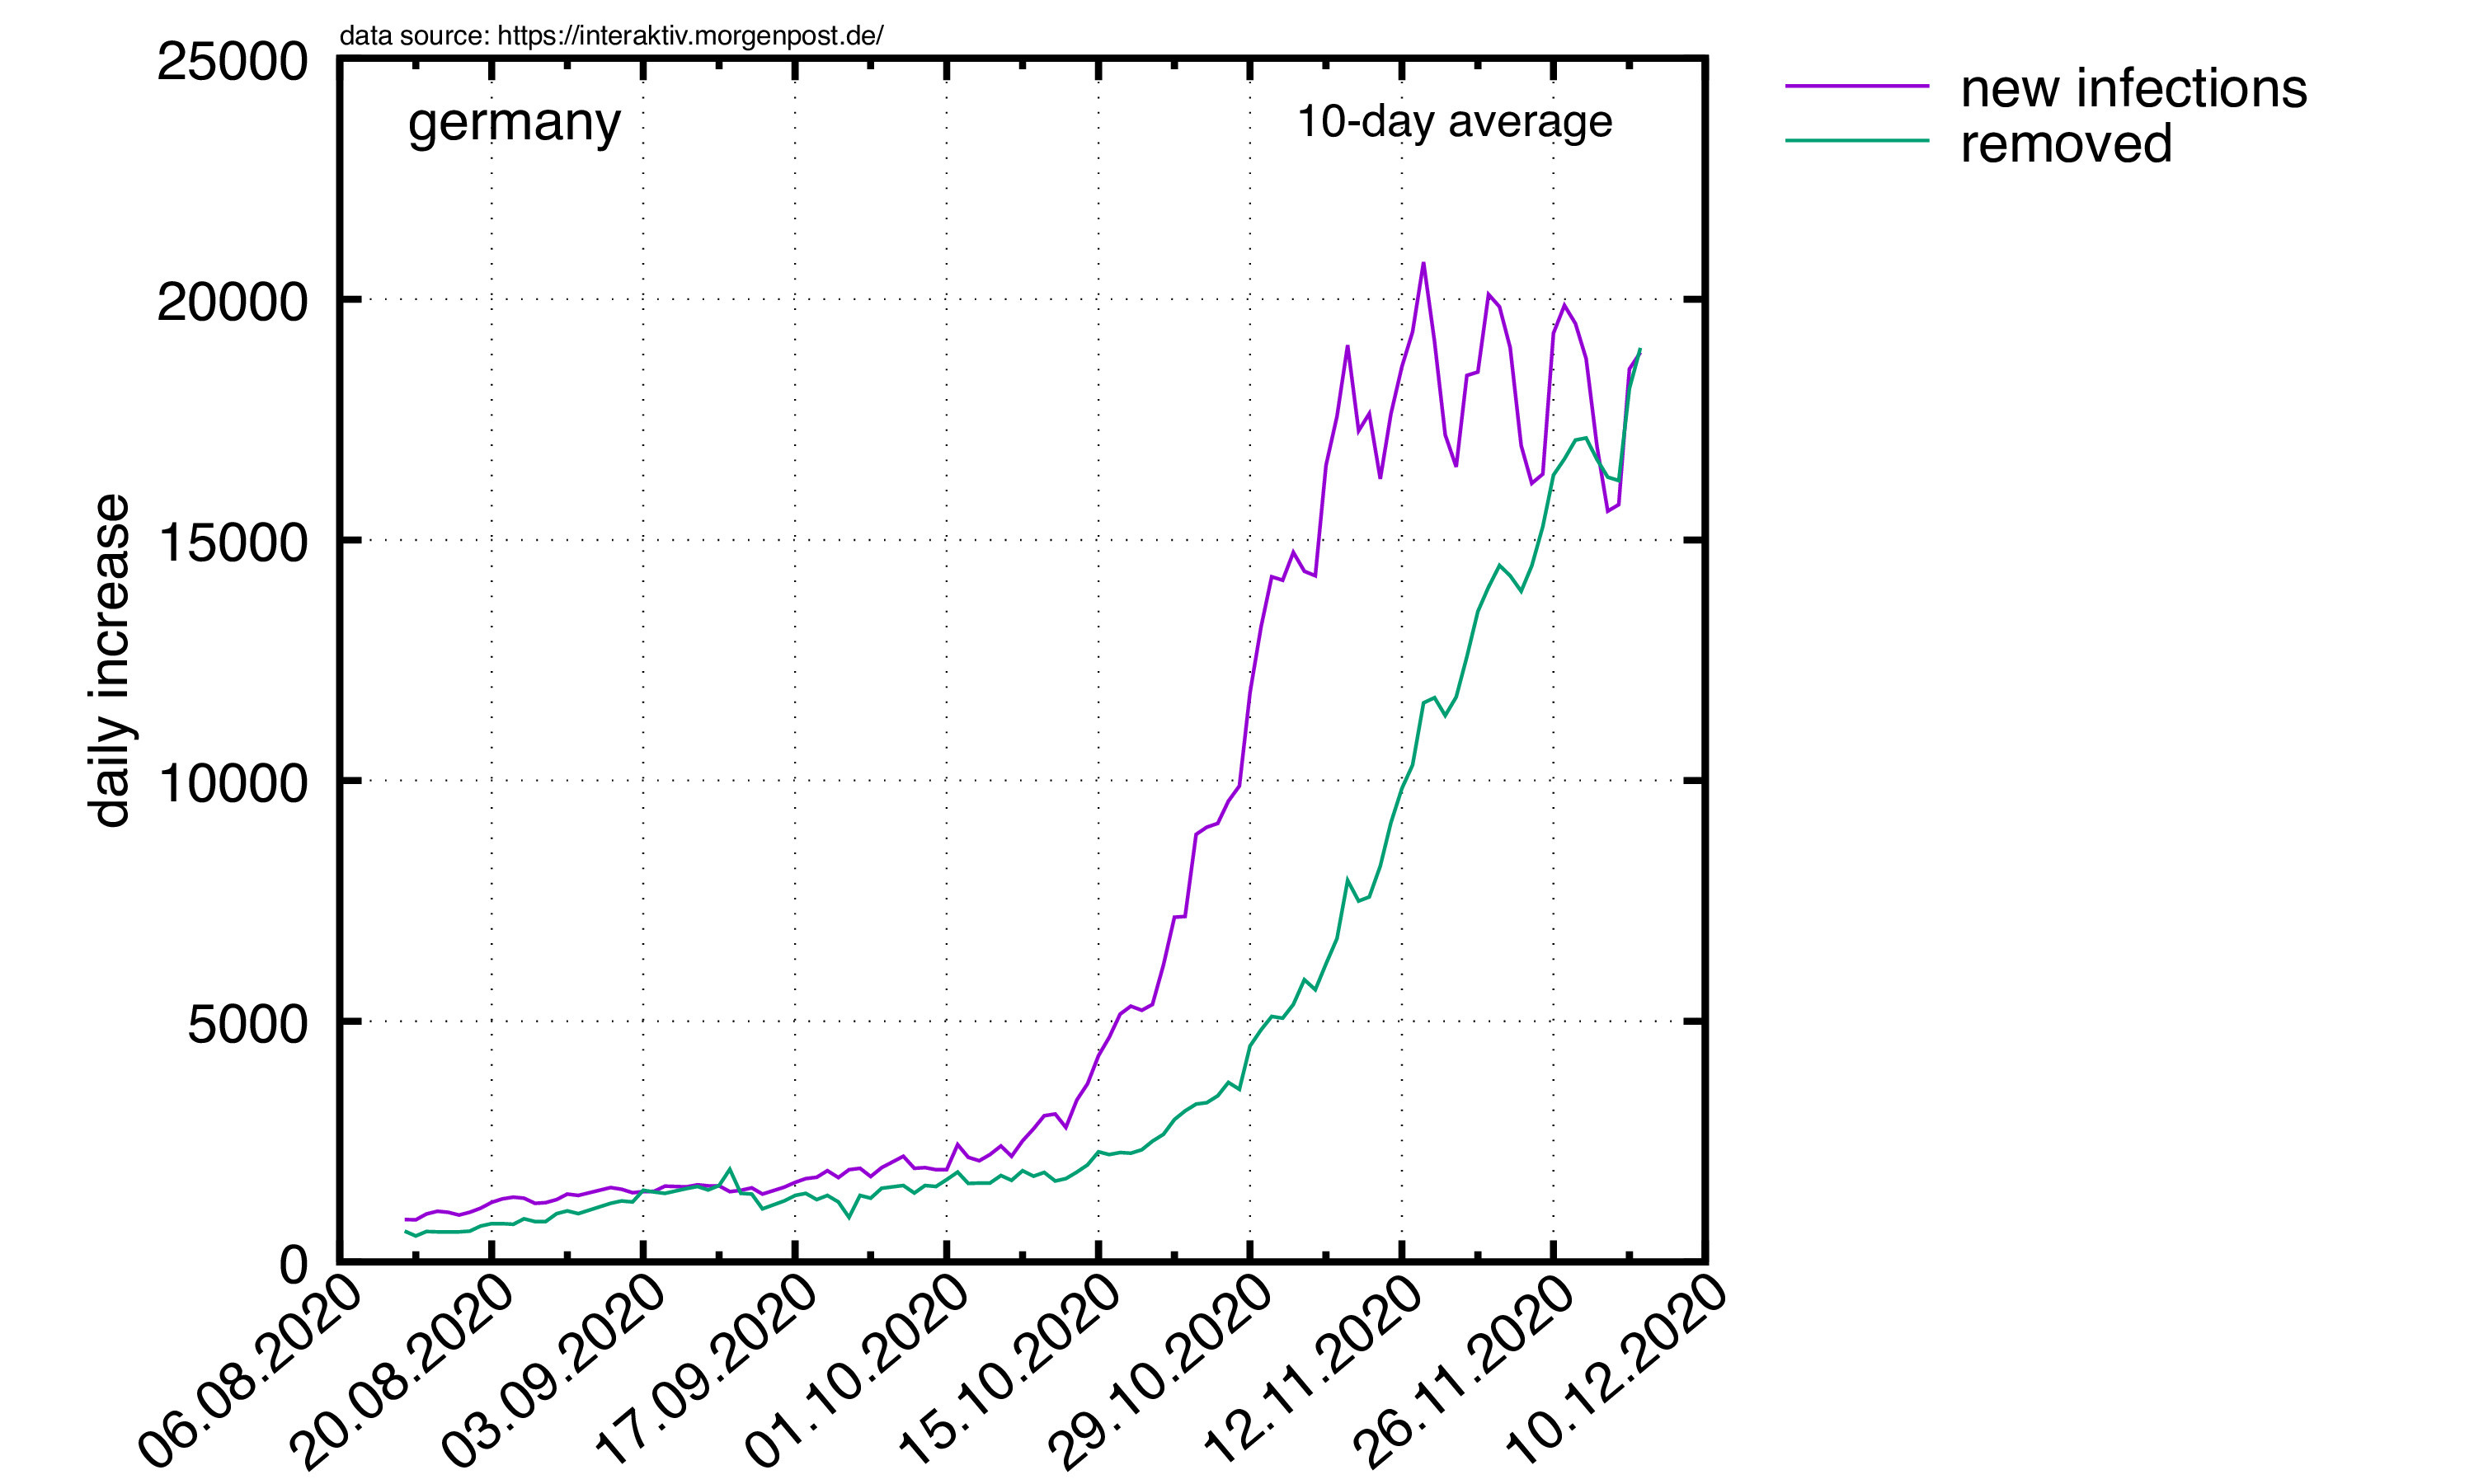 data source: https://interaktiv.morgenpost.de/
germany
10-day average
new infections
removed
daily increase
25000
20000
15000
10000
5000
0
06.08.2020
20.08.2020
03.09.2020
17.09.2020
01.10.2020
15.10.2020
29.10.2020
12.11.2020
26.11.2020
10.12.2020